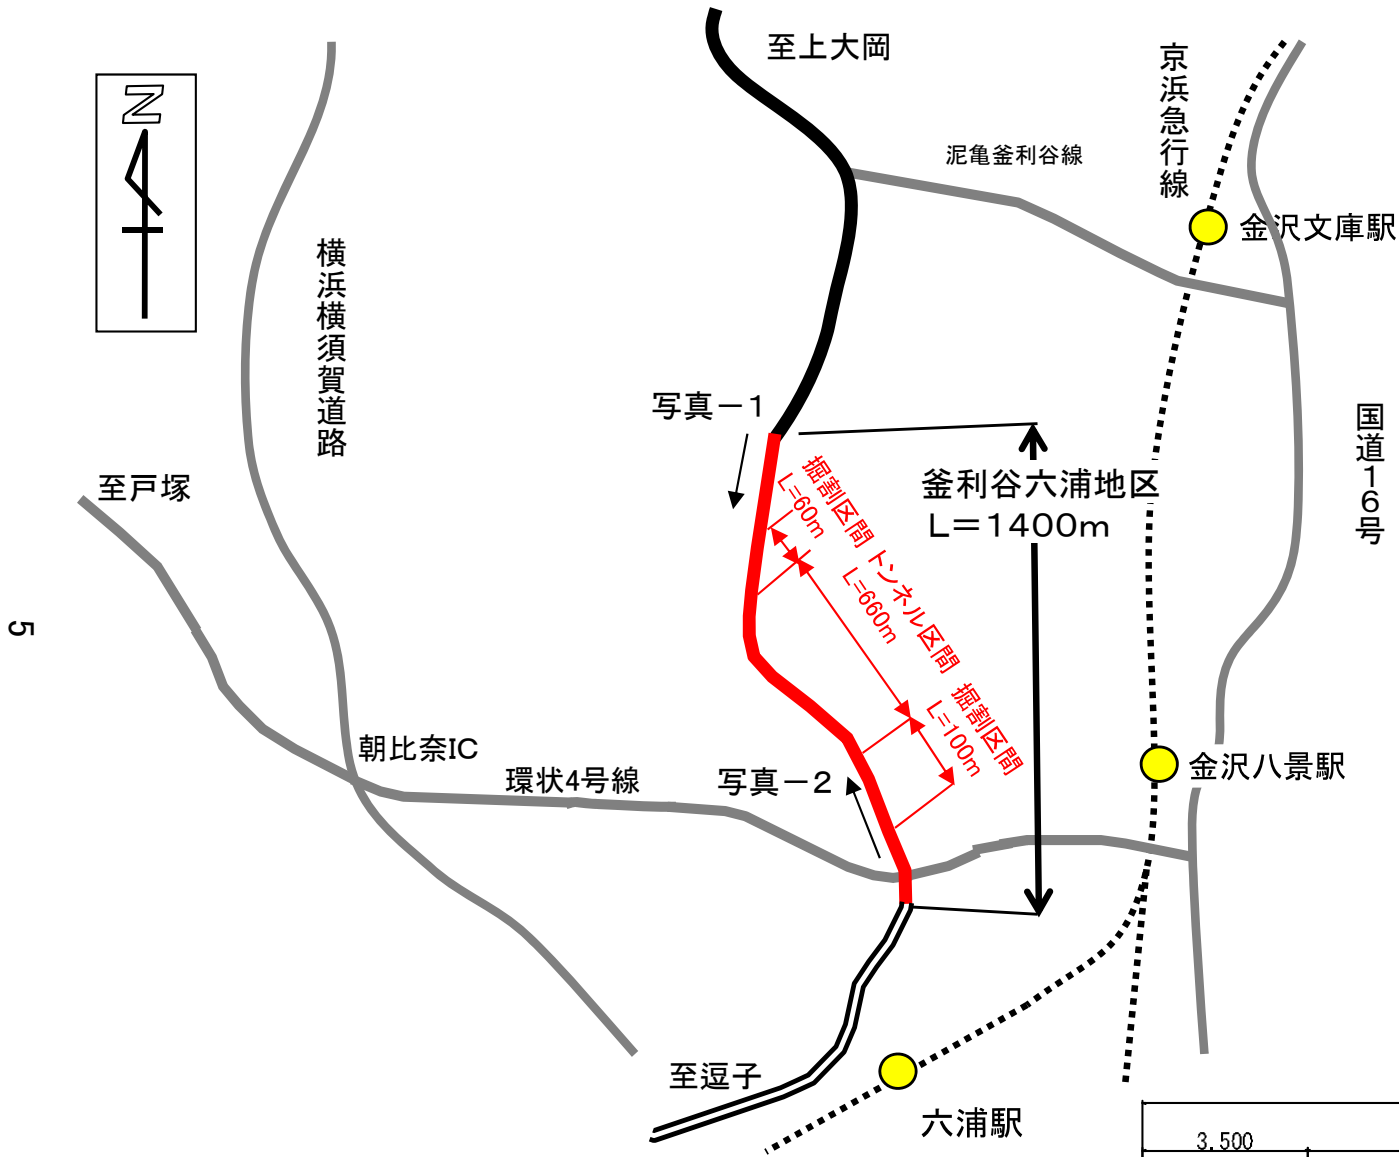 至上大岡
京浜急行線
泥亀釜利谷線
金沢文庫駅
N
横浜横須賀道路
写真－1
国道16号
至戸塚
掘割区間
L=60m
釜利谷六浦地区
L＝1400m
トンネル区間
L=660m
掘割区間
L=100m
5
朝比奈IC
環状4号線
写真－2
金沢八景駅
至逗子
六浦駅
3.500